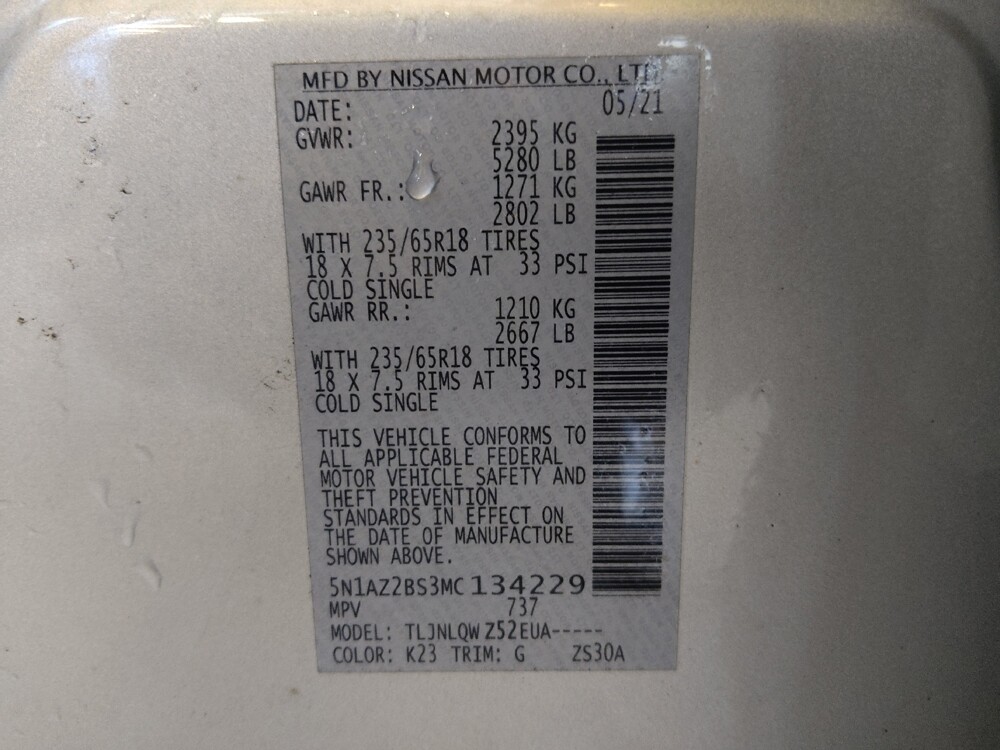 MFD BY NISSAN MOTOR CO., LTD.
DATE: 05/21
GVWR: 2395 KG
5280 LB
GAWR FR.: 1271 KG
2802 LB
WITH 235/65R18 TIRES
18 X 7.5 RIMS AT 33 PSI
COLD SINGLE
GAWR RR.: 1210 KG
2667 LB
WITH 235/65R18 TIRES
18 X 7.5 RIMS AT 33 PSI
COLD SINGLE
THIS VEHICLE CONFORMS TO
ALL APPLICABLE FEDERAL
MOTOR VEHICLE SAFETY AND
THEFT PREVENTION
STANDARDS IN EFFECT ON
THE DATE OF MANUFACTURE
SHOWN ABOVE.
5N1AZ2BS3MC134229
MPV 737
MODEL: TLJNLQWZ52EUA-----
COLOR: K23 TRIM: G ZS30A